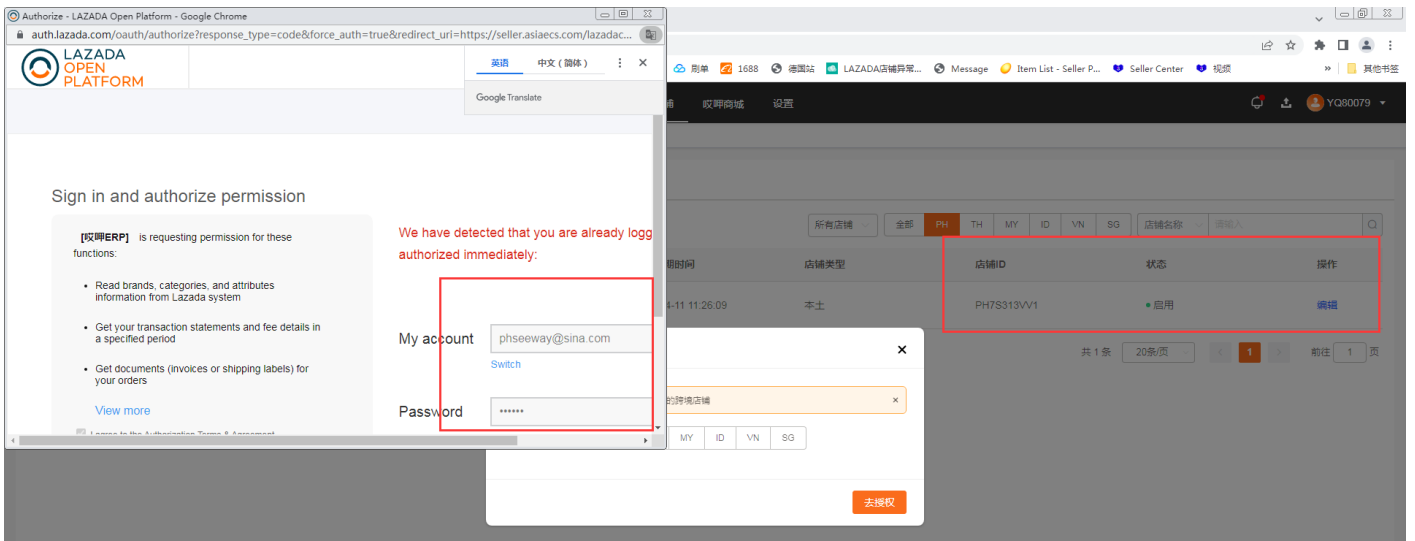 Authorize - LAZADA Open Platform - Google Chrome
auth.lazada.com/oauth/authorize?response_type=code&force_auth=true&redirect_uri=https://seller.asiaecs.com/lazadac...
LAZADA
OPEN
PLATFORM
英语 中文（简体）
Google Translate
Sign in and authorize permission
[哎呷ERP] is requesting permission for these
functions:
• Read brands, categories, and attributes
information from Lazada system
• Get your transaction statements and fee details in
a specified period
• Get documents (invoices or shipping labels) for
your orders
View more
I agree to the Authorization Terms & Agreement
We have detected that you are already logg
authorized immediately:
My account phseeway@sina.com
Switch
Password ••••••
刷单 1688 德国站 LAZADA店铺异常... Message Item List - Seller P... Seller Center 视频 » 其他书签
哎呷商城 设置 YQ80079
所有店铺 全部 PH TH MY ID VN SG 店铺名称 请输入
期时间 店铺类型 店铺ID 状态 操作
4-11 11:26:09 本土 PH7S313VV1 启用 编辑
共 1 条 20条/页 1 前往 1 页
的跨境店铺
MY ID VN SG
去授权